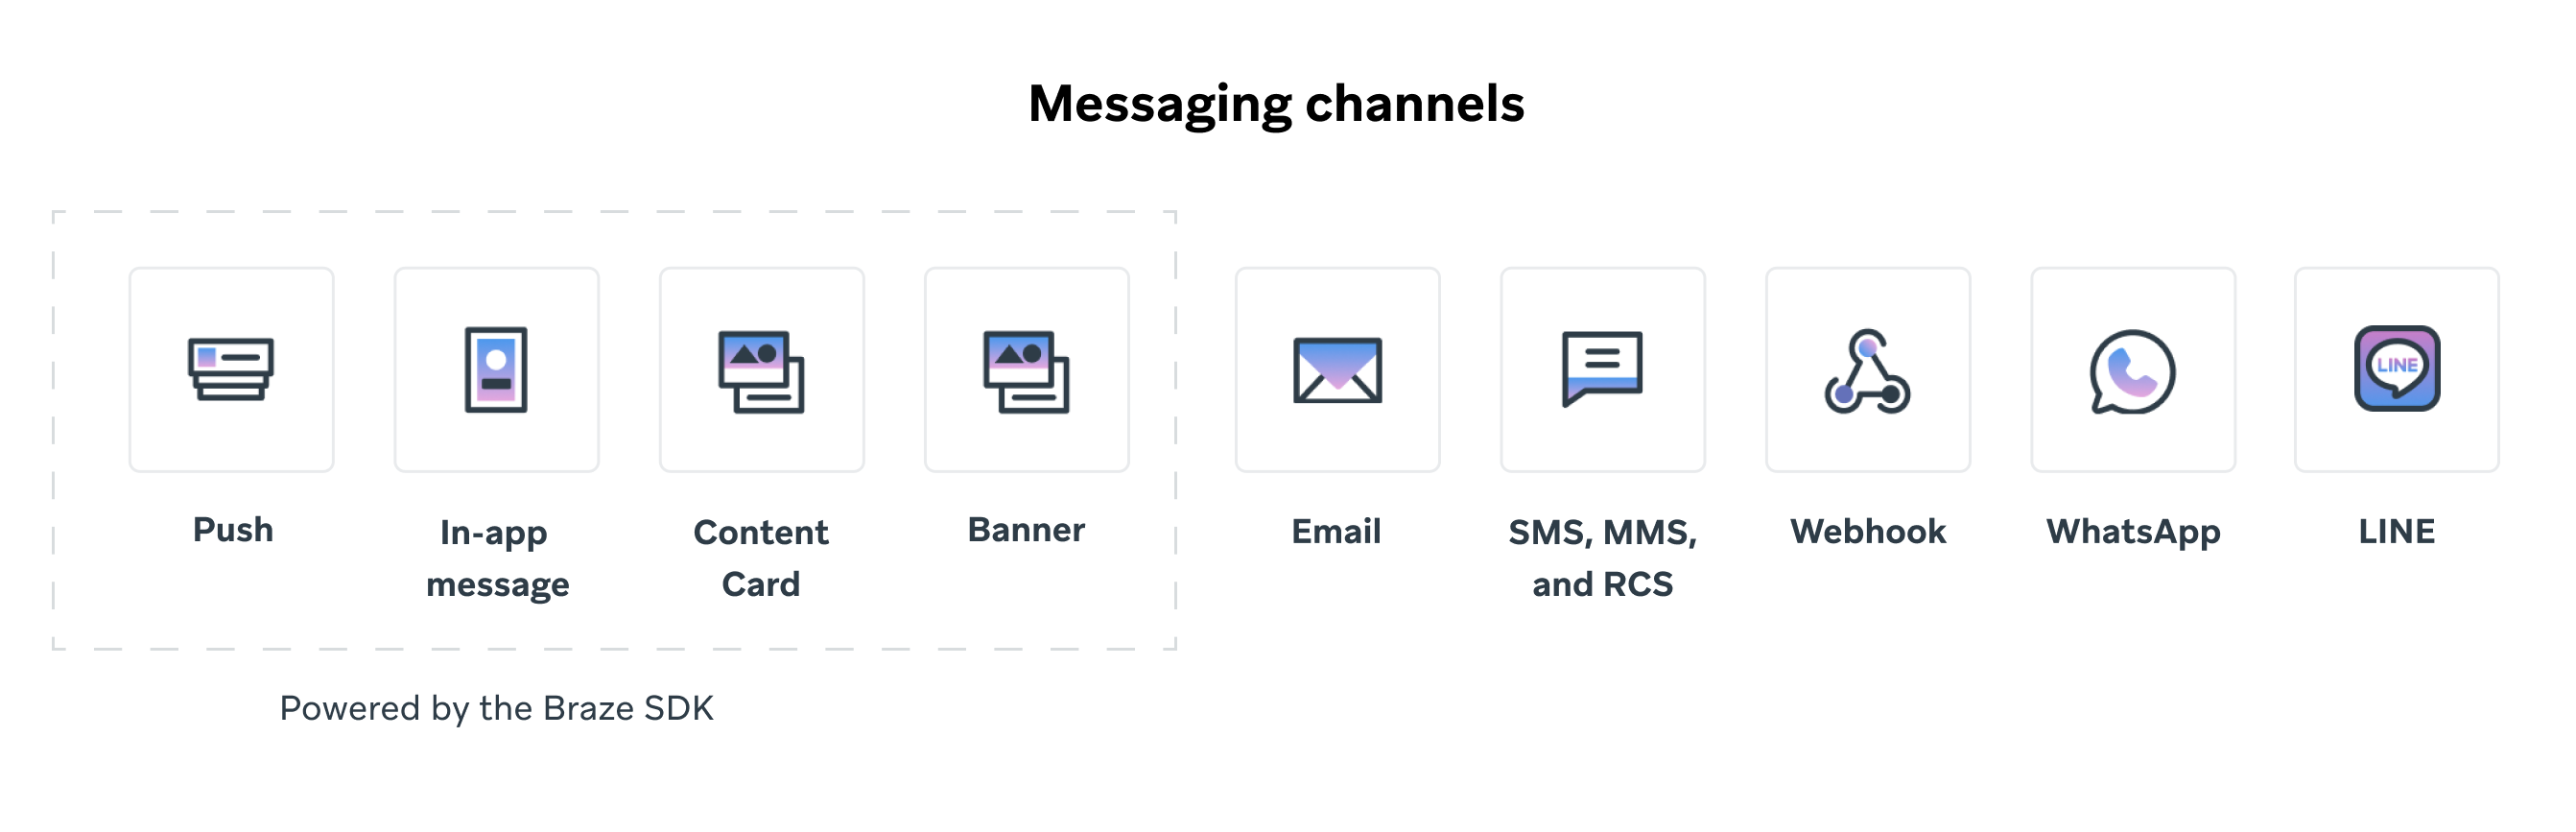 Messaging channels
Push
In-app
message
Content
Card
Banner
Email
SMS, MMS,
and RCS
Webhook
WhatsApp
LINE
LINE
Powered by the Braze SDK